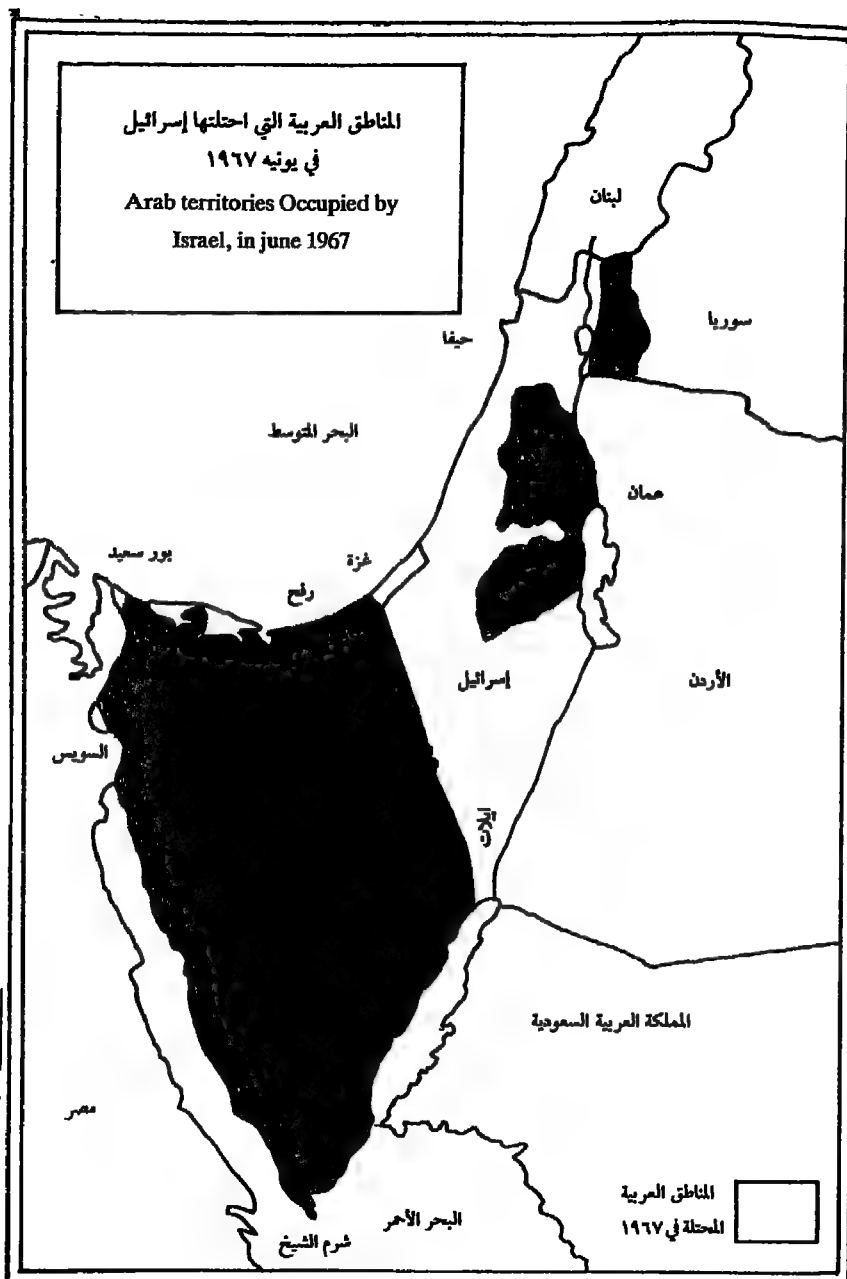 المناطق العربية التي احتلتها إسرائيل
في يونيه ١٩٦٧
Arab territories Occupied by
Israel, in june 1967
لبنان
سوريا
حيفا
البحر المتوسط
عمان
بور سعيد
غزة
رفح
إسرائيل
الأردن
السويس
ايلات
المملكة العربية السعودية
مصر
البحر الأحمر
شرم الشيخ
المناطق العربية
المحتلة في ١٩٦٧